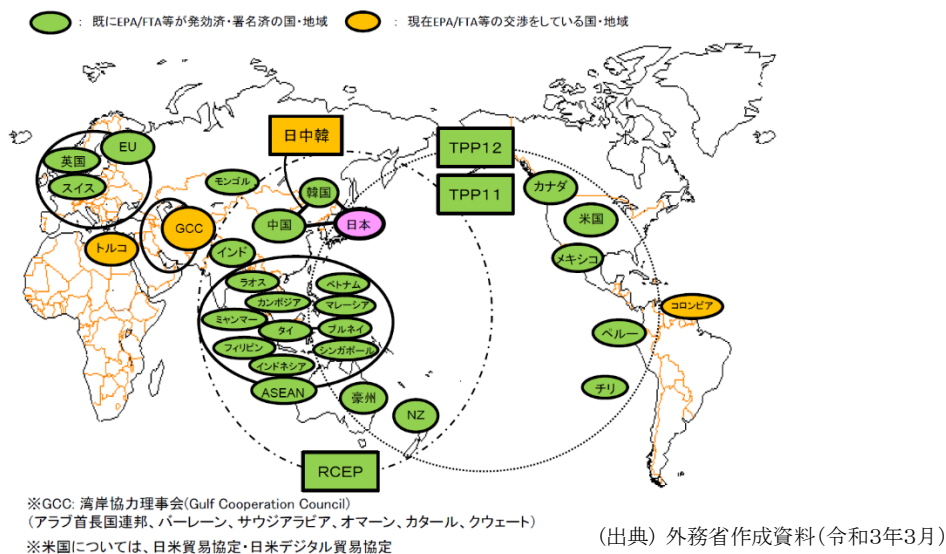 ： 既にEPA/FTA等が発効済・署名済の国・地域
： 現在EPA/FTA等の交渉をしている国・地域
日中韓
TPP12
EU
英国
TPP11
カナダ
スイス
モンゴル
韓国
米国
中国
日本
GCC
トルコ
インド
メキシコ
ラオス
ベトナム
カンボジア
マレーシア
コロンビア
ミャンマー
タイ
ブルネイ
ペルー
フィリピン
シンガポール
インドネシア
ASEAN
豪州
チリ
NZ
RCEP
※GCC: 湾岸協力理事会(Gulf Cooperation Council)
(アラブ首長国連邦、バーレーン、サウジアラビア、オマーン、カタール、クウェート)
※米国については、日米貿易協定・日米デジタル貿易協定
(出典) 外務省作成資料(令和3年3月)